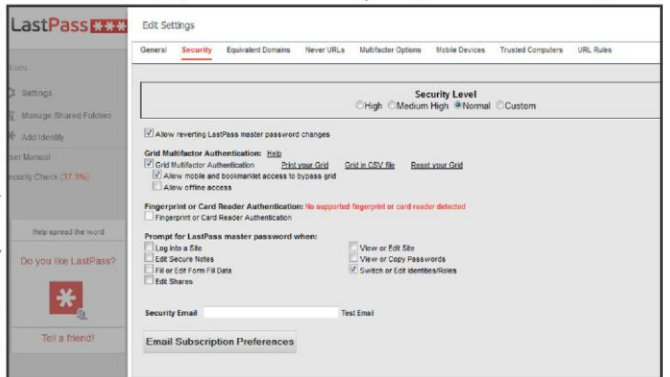 LastPass ***
Edit Settings
General Security Equivalent Domains Never URLs Multifactor Options Mobile Devices Trusted Computers URL Rules
Settings
Manage Shared Folders
Add Identity
ser Manual
ecurity Check (37.3%)
Help spread the word
Do you like LastPass?
Tell a friend!
Security Level
High Medium High Normal Custom
Allow reverting LastPass master password changes
Grid Multifactor Authentication: Help
Grid Multifactor Authentication Print your Grid Grid in CSV file Reset your Grid
Allow mobile and bookmarklet access to bypass grid
Allow offline access
Fingerprint or Card Reader Authentication: No supported fingerprint or card reader detected
Fingerprint or Card Reader Authentication
Prompt for LastPass master password when:
Log into a Site
Edit Secure Notes
Fill or Edit Form Fill Data
Edit Shares
View or Edit Site
View or Copy Passwords
Switch or Edit Identities/Roles
Security Email Test Email
Email Subscription Preferences